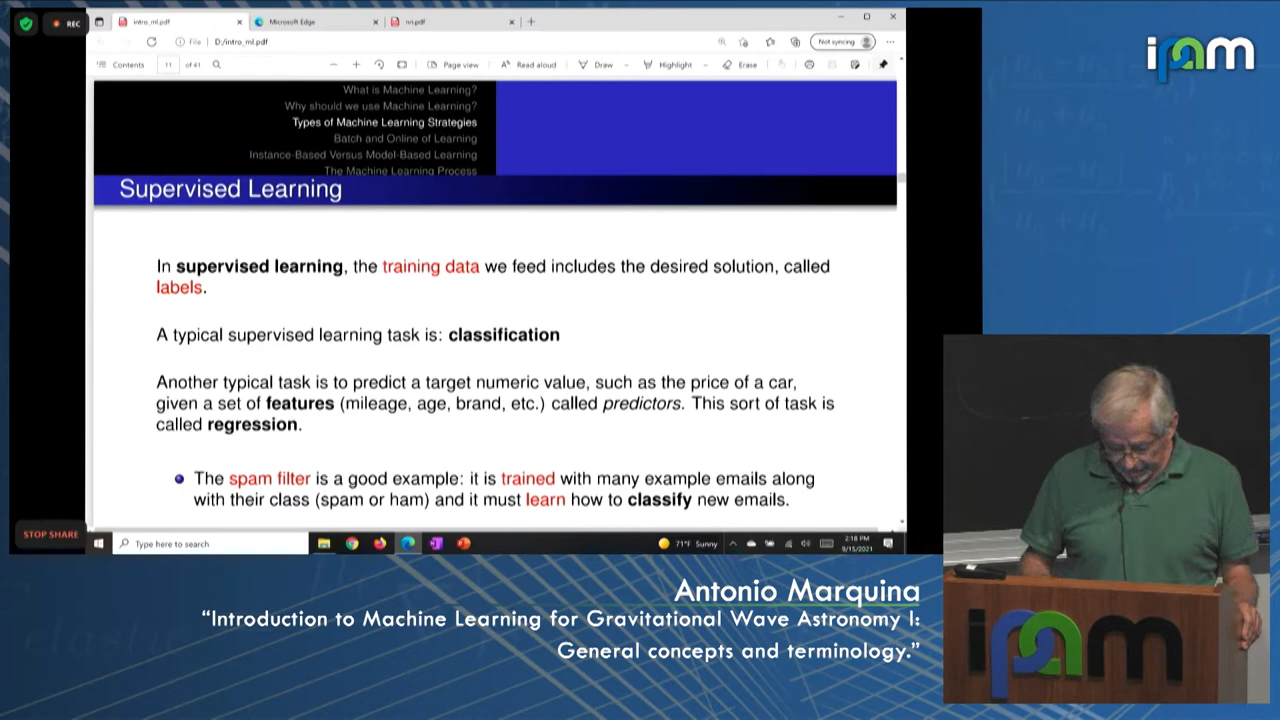 REC
intro_ml.pdf
Microsoft Edge
nn.pdf
File
D:/intro_ml.pdf
Not syncing
Contents
11
of 41
Page view
Read aloud
Draw
Highlight
Erase
ipam
What is Machine Learning?
Why should we use Machine Learning?
Types of Machine Learning Strategies
Batch and Online of Learning
Instance-Based Versus Model-Based Learning
The Machine Learning Process
Supervised Learning
In supervised learning, the training data we feed includes the desired solution, called
labels.
A typical supervised learning task is: classification
Another typical task is to predict a target numeric value, such as the price of a car,
given a set of features (mileage, age, brand, etc.) called predictors. This sort of task is
called regression.
The spam filter is a good example: it is trained with many example emails along
with their class (spam or ham) and it must learn how to classify new emails.
STOP SHARE
Type here to search
71°F Sunny
2:18 PM
9/15/2021
Antonio Marquina
“Introduction to Machine Learning for Gravitational Wave Astronomy I:
General concepts and terminology.”
ipam